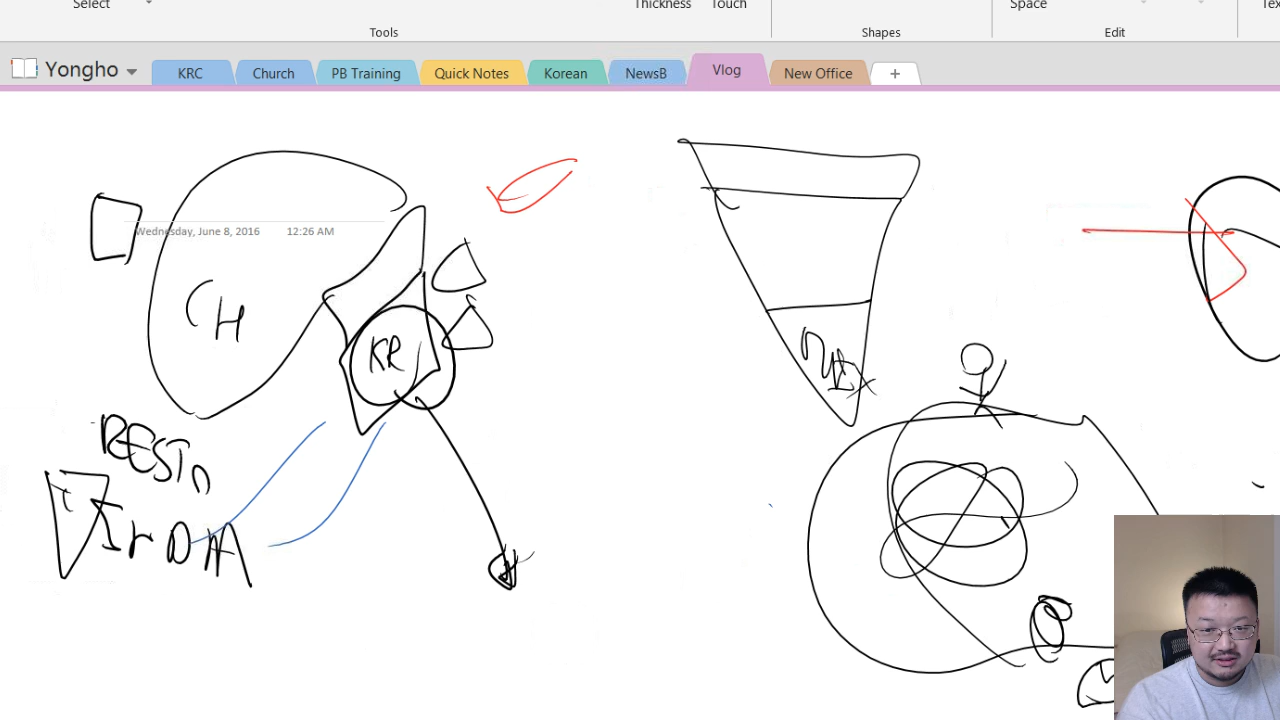 Select
Thickness
Touch
Space
Tools
Shapes
Edit
Yongho
KRC
Church
PB Training
Quick Notes
Korean
NewsB
Vlog
New Office
+
Wednesday, June 8, 2016 12:26 AM
CH
KR